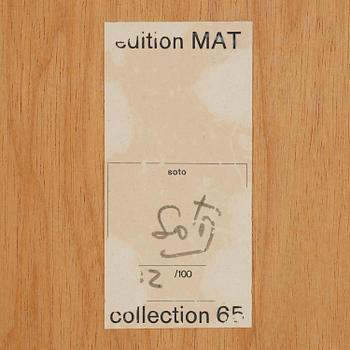 edition MAT
soto
Soto
/100
collection 65